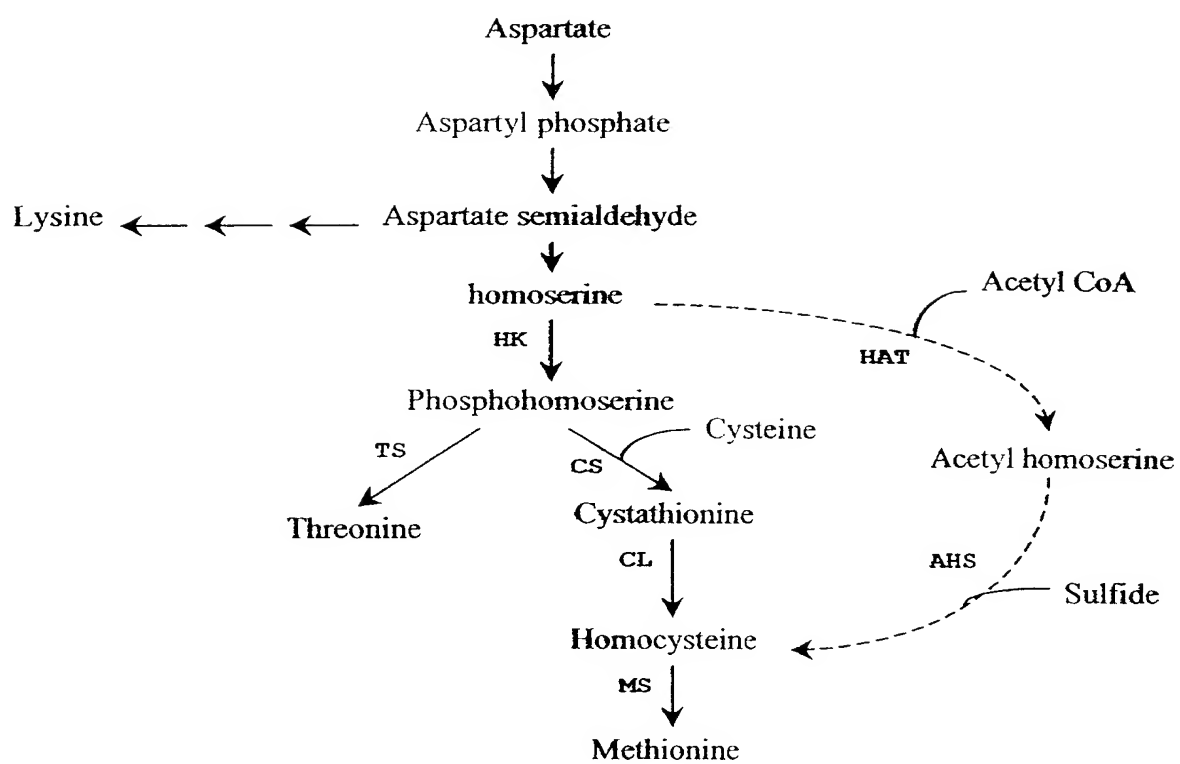 Aspartate
Aspartyl phosphate
Lysine
Aspartate semialdehyde
homoserine
Acetyl CoA
HK
HAT
Phosphohomoserine
Cysteine
TS
CS
Acetyl homoserine
Threonine
Cystathionine
CL
AHS
Sulfide
Homocysteine
MS
Methionine